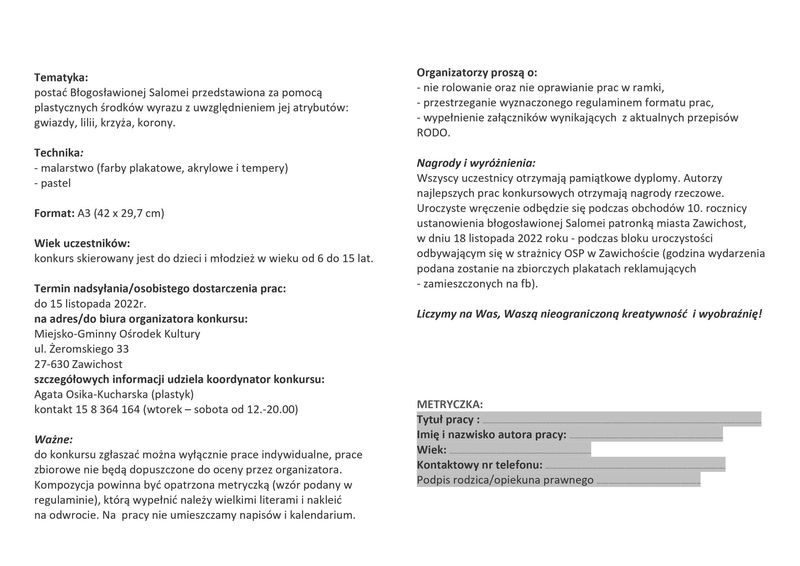 Tematyka:
postać Błogosławionej Salomei przedstawiona za pomocą
plastycznych środków wyrazu z uwzględnieniem jej atrybutów:
gwiazdy, lilii, krzyża, korony.
Technika:
- malarstwo (farby plakatowe, akrylowe i tempery)
- pastel
Format: A3 (42 x 29,7 cm)
Wiek uczestników:
konkurs skierowany jest do dzieci i młodzież w wieku od 6 do 15 lat.
Termin nadsyłania/osobistego dostarczenia prac:
do 15 listopada 2022r.
na adres/do biura organizatora konkursu:
Miejsko-Gminny Ośrodek Kultury
ul. Żeromskiego 33
27-630 Zawichost
szczegółowych informacji udziela koordynator konkursu:
Agata Osika-Kucharska (plastyk)
kontakt 15 8 364 164 (wtorek – sobota od 12.-20.00)
Ważne:
do konkursu zgłaszać można wyłącznie prace indywidualne, prace
zbiorowe nie będą dopuszczone do oceny przez organizatora.
Kompozycja powinna być opatrzona metryczką (wzór podany w
regulaminie), którą wypełnić należy wielkimi literami i nakleić
na odwrocie. Na pracy nie umieszczamy napisów i kalendarium.
Organizatorzy proszą o:
- nie rolowanie oraz nie oprawianie prac w ramki,
- przestrzeganie wyznaczonego regulaminem formatu prac,
- wypełnienie załączników wynikających z aktualnych przepisów
RODO.
Nagrody i wyróżnienia:
Wszyscy uczestnicy otrzymają pamiątkowe dyplomy. Autorzy
najlepszych prac konkursowych otrzymają nagrody rzeczowe.
Uroczyste wręczenie odbędzie się podczas obchodów 10. rocznicy
ustanowienia błogosławionej Salomei patronką miasta Zawichost,
w dniu 18 listopada 2022 roku - podczas bloku uroczystości
odbywającym się w strażnicy OSP w Zawichoście (godzina wydarzenia
podana zostanie na zbiorczych plakatach reklamujących
- zamieszczonych na fb).
Liczymy na Was, Waszą nieograniczoną kreatywność i wyobraźnię!
METRYCZKA:
Tytuł pracy :
Imię i nazwisko autora pracy:
Wiek:
Kontaktowy nr telefonu:
Podpis rodzica/opiekuna prawnego